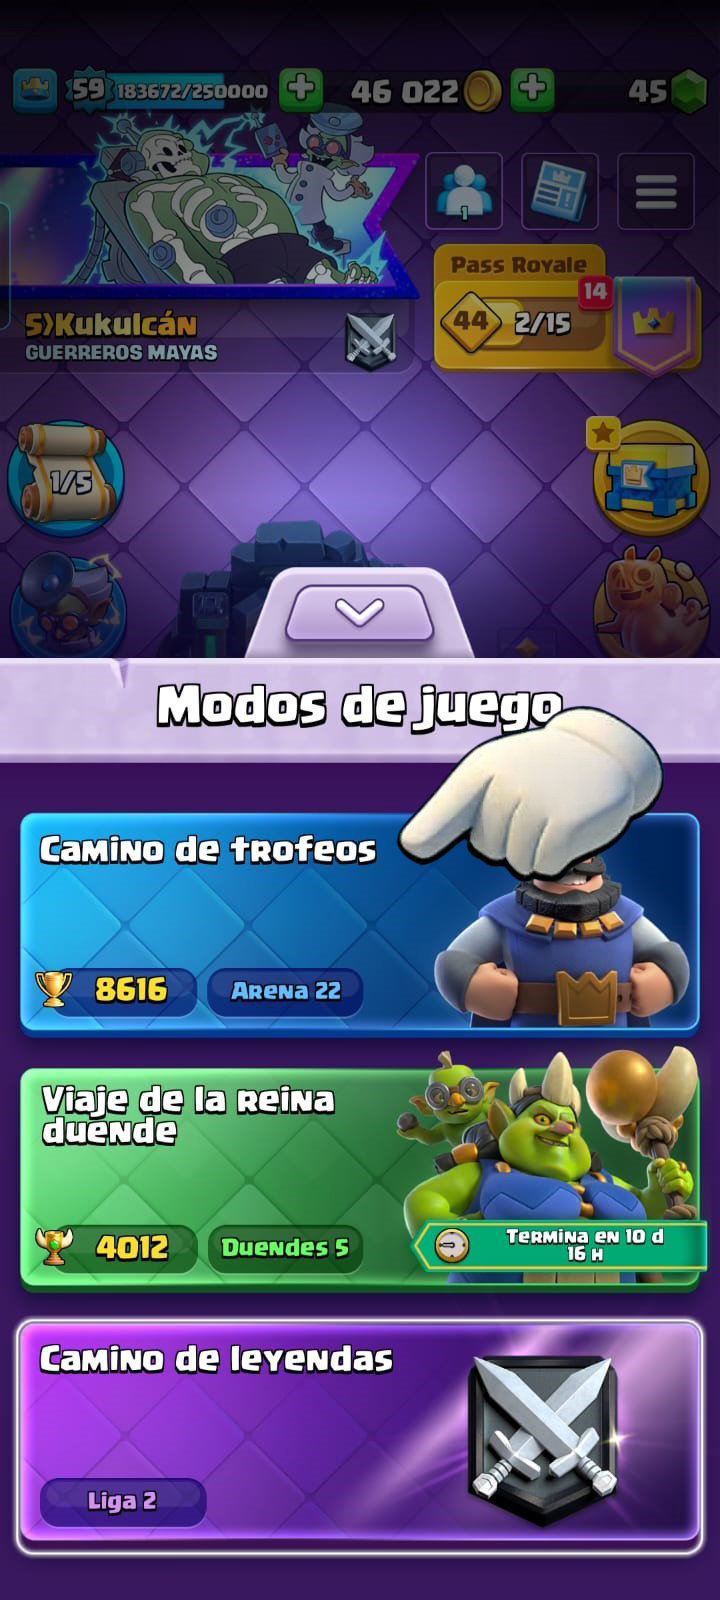 59 183672/250000 46 022 45
1
Pass Royale
14
44 2/15
5}Kukulcán
GUERREROS MAYAS
1/5
Modos de juego
Camino de trofeos
8616 Arena 22
Viaje de la reina
duende
4012 Duendes 5
Termina en 10 d
16 h
Camino de leyendas
Liga 2